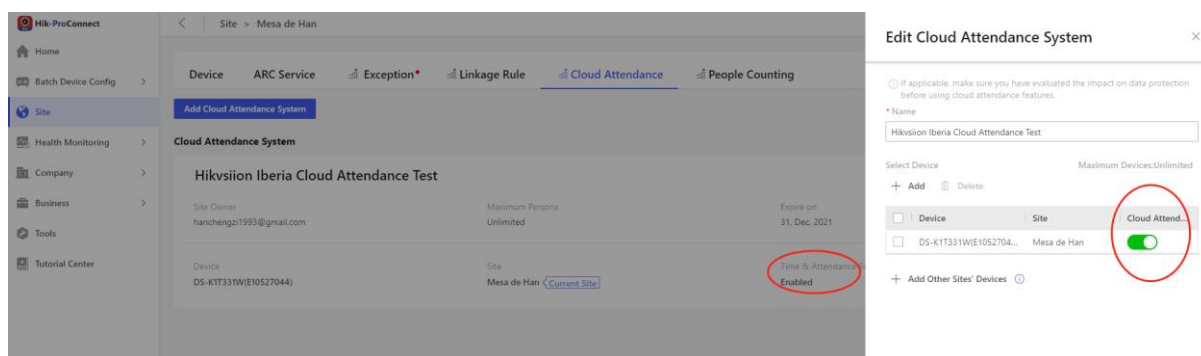 Hik-ProConnect
Home
Batch Device Config
Site
Health Monitoring
Company
Business
Tools
Tutorial Center
Site > Mesa de Han
Device ARC Service Exception Linkage Rule Cloud Attendance People Counting
Add Cloud Attendance System
Cloud Attendance System
Hikvsiion Iberia Cloud Attendance Test
Site Owner Maximum Persons Expire on
hanchengzi1993@gmail.com Unlimited 31, Dec, 2021
Device Site Time & Attendance
DS-K1T331W(E10527044) Mesa de Han Current Site Enabled
Edit Cloud Attendance System
If applicable, make sure you have evaluated the impact on data protection
before using cloud attendance features.
* Name
Hikvsiion Iberia Cloud Attendance Test
Select Device Maximum Devices:Unlimited
+ Add Delete
Device Site Cloud Attend...
DS-K1T331W(E1052704... Mesa de Han
+ Add Other Sites' Devices